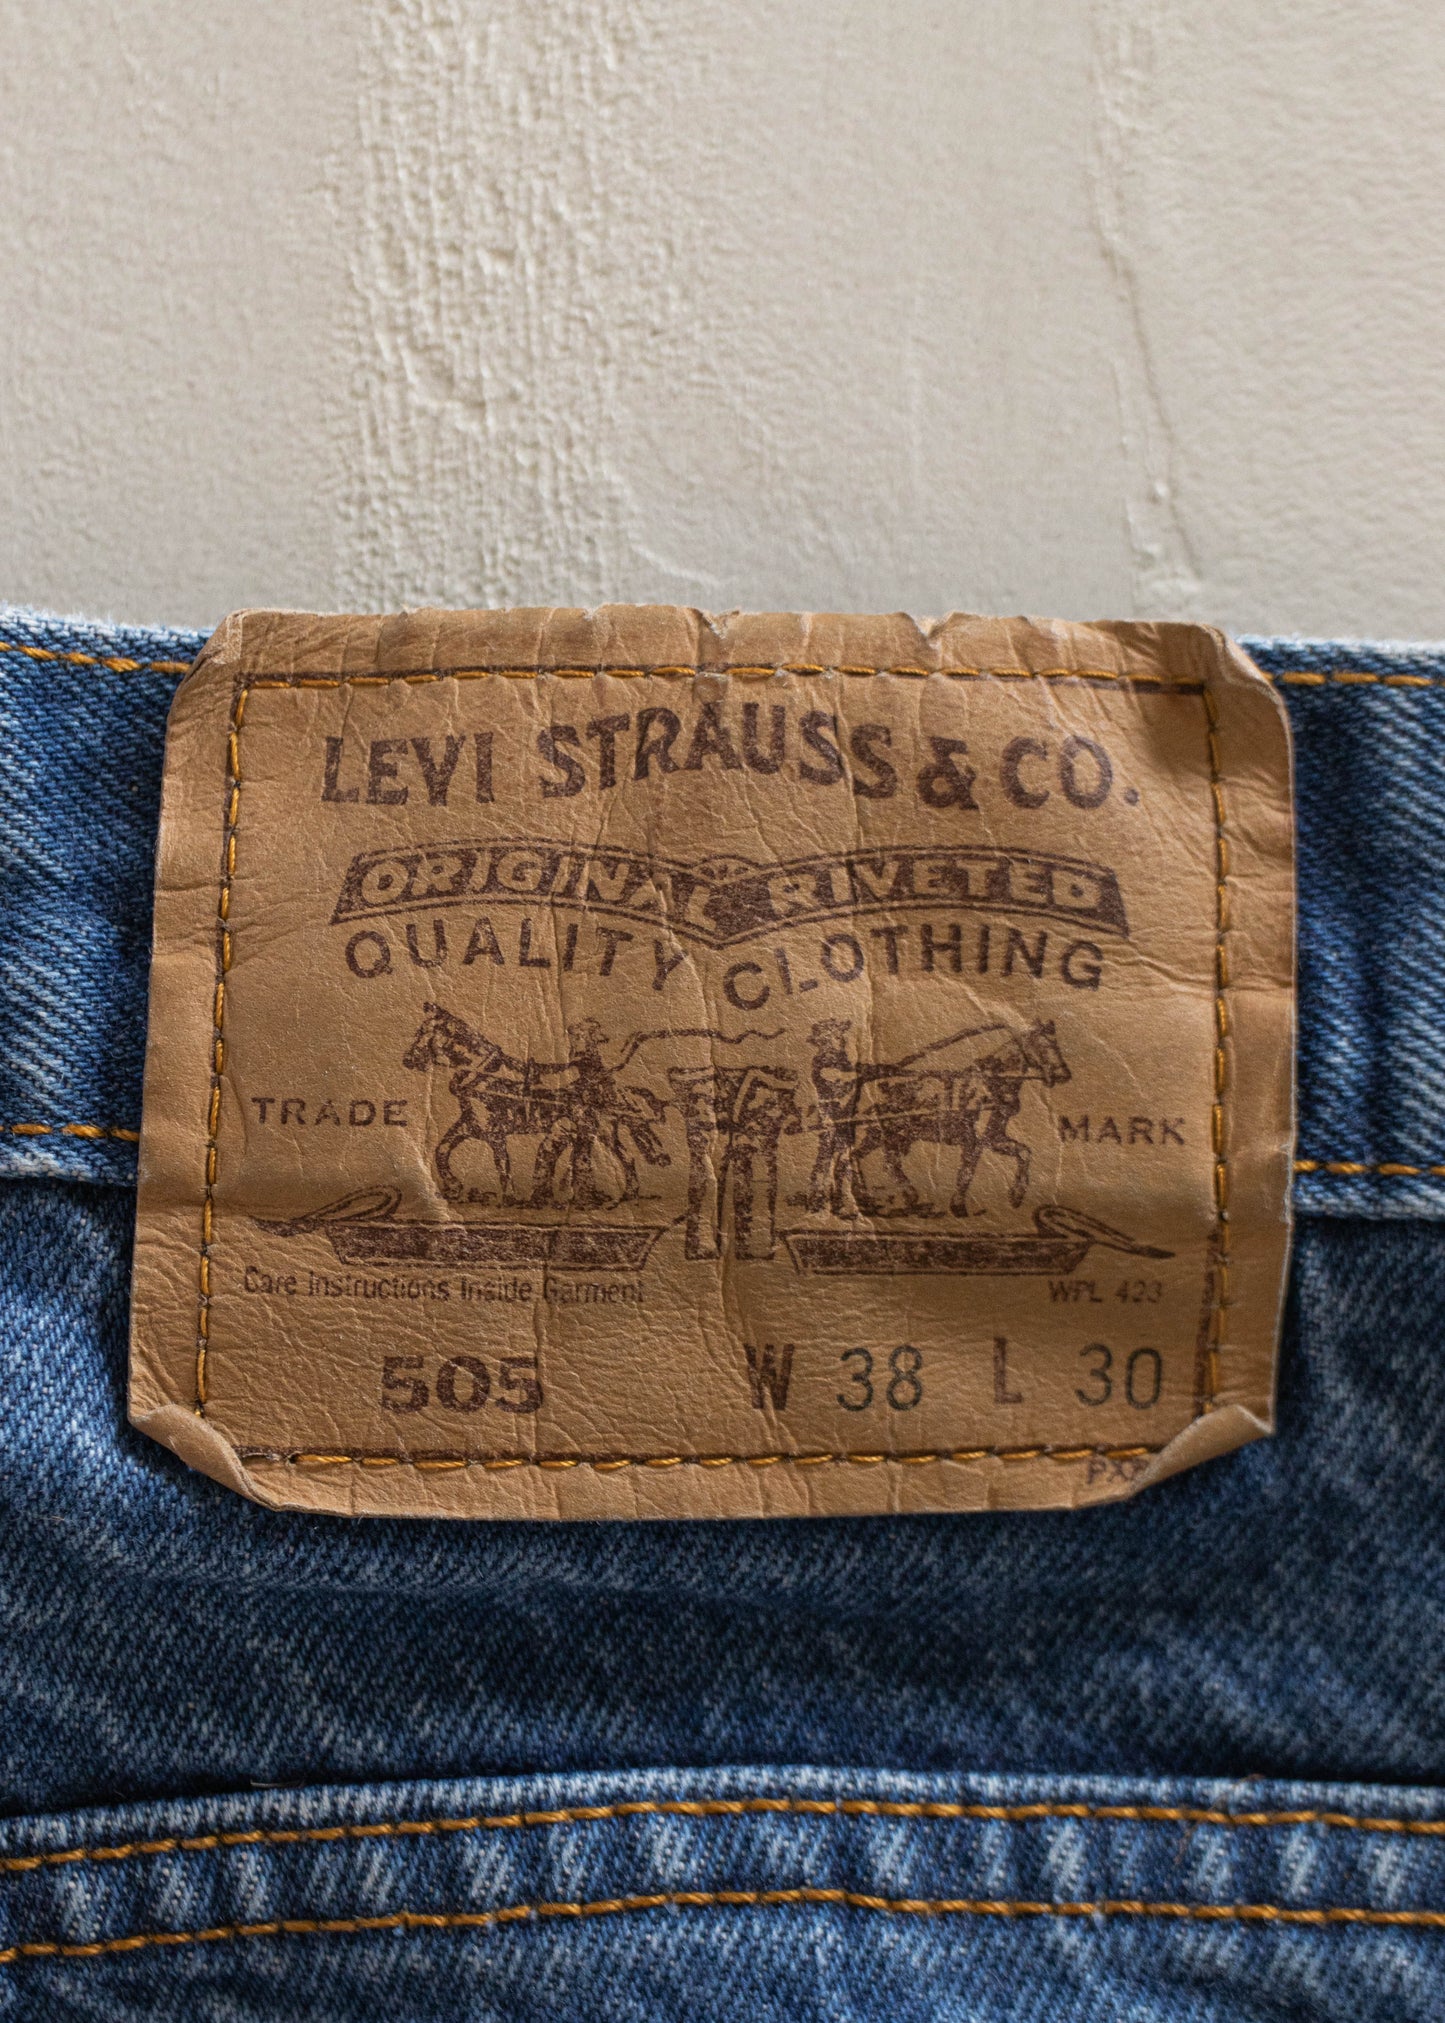 LEVI STRAUSS & CO.
ORIGINAL RIVETED
QUALITY CLOTHING
TRADE MARK
Care Instructions Inside Garment WPL 423
505 W 38 L 30